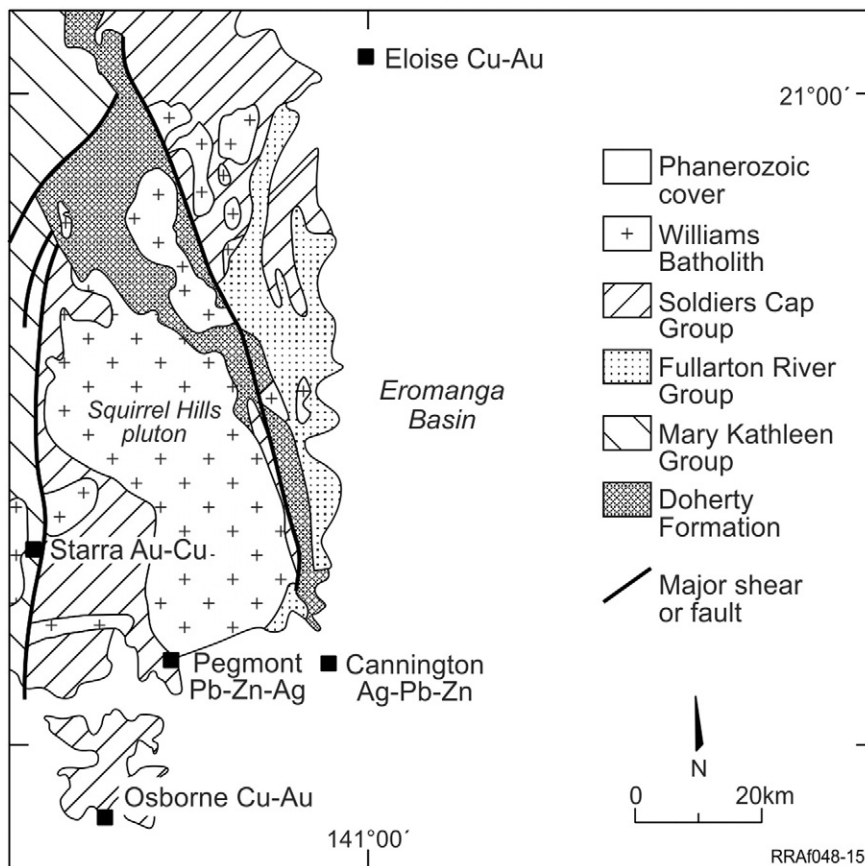 Eloise Cu-Au
21°00´
Phanerozoic
cover
Williams
Batholith
Soldiers Cap
Group
Fullarton River
Group
Mary Kathleen
Group
Doherty
Formation
Major shear
or fault
Eromanga
Basin
Squirrel Hills
pluton
Starra Au-Cu
Pegmont
Pb-Zn-Ag
Cannington
Ag-Pb-Zn
Osborne Cu-Au
N
0 20km
141°00´
RRAf048-15